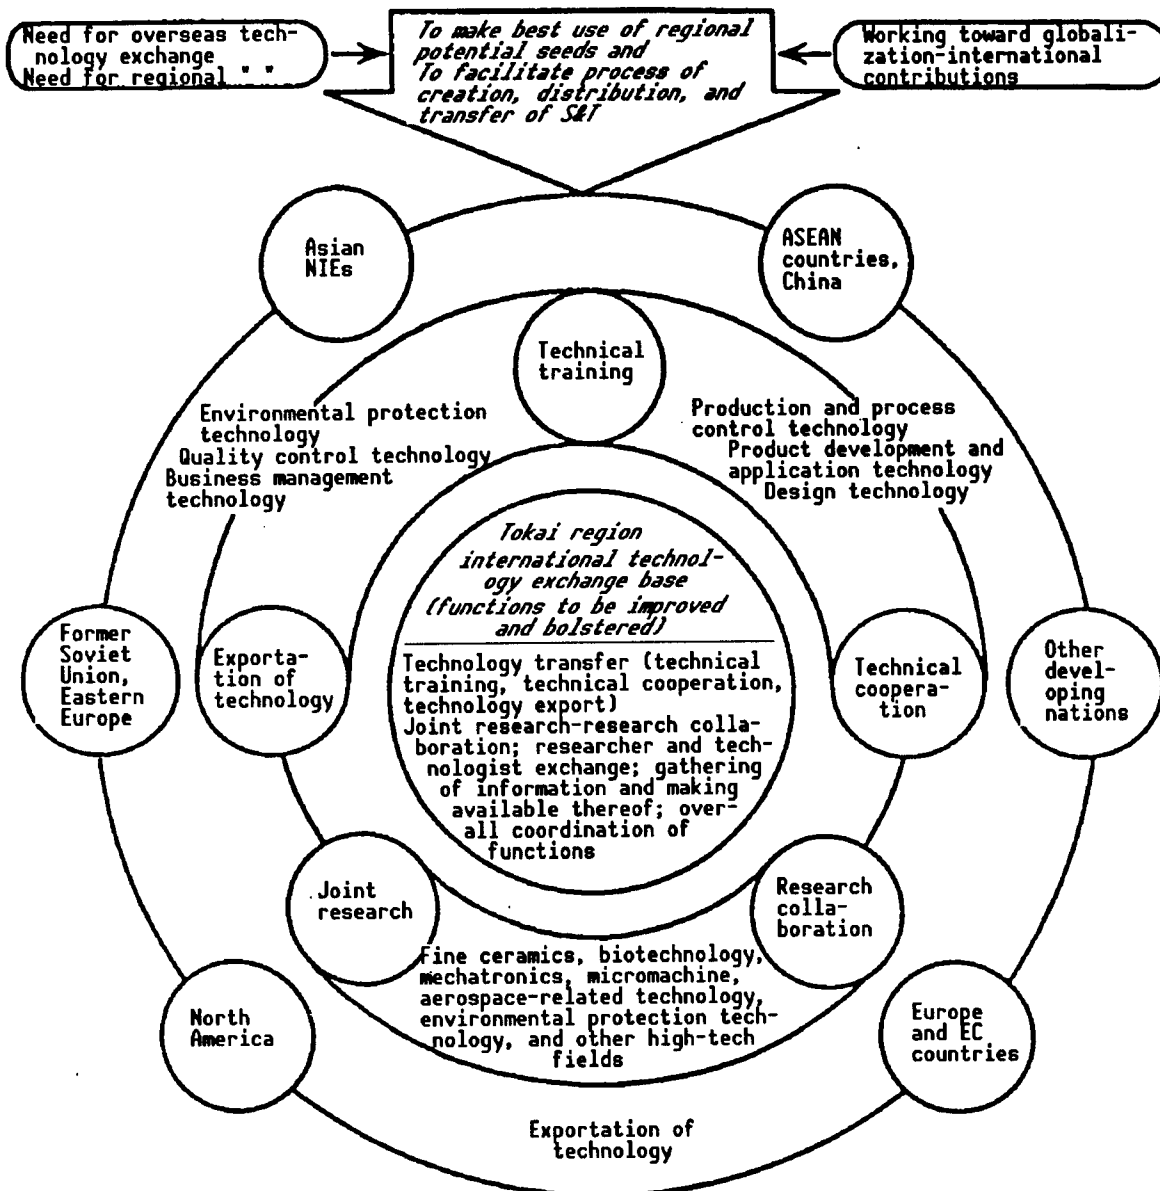 Need for overseas tech-
nology exchange
Need for regional " "
To make best use of regional
potential seeds and
To facilitate process of
creation, distribution, and
transfer of S&T
Working toward globali-
zation-international
contributions
Asian
NIEs
ASEAN
countries,
China
Technical
training
Environmental protection
technology
Quality control technology
Business management
technology
Production and process
control technology
Product development and
application technology
Design technology
Tokai region
international technol-
ogy exchange base
(functions to be improved
and bolstered)
Technology transfer (technical
training, technical cooperation,
technology export)
Joint research-research colla-
boration; researcher and tech-
nologist exchange; gathering
of information and making
available thereof; over-
all coordination of
functions
Former
Soviet
Union,
Eastern
Europe
Exporta-
tion of
technology
Technical
coopera-
tion
Other
devel-
oping
nations
Joint
research
Research
colla-
boration
Fine ceramics, biotechnology,
mechatronics, micromachine,
aerospace-related technology,
environmental protection tech-
nology, and other high-tech
fields
North
America
Europe
and EC
countries
Exportation of
technology